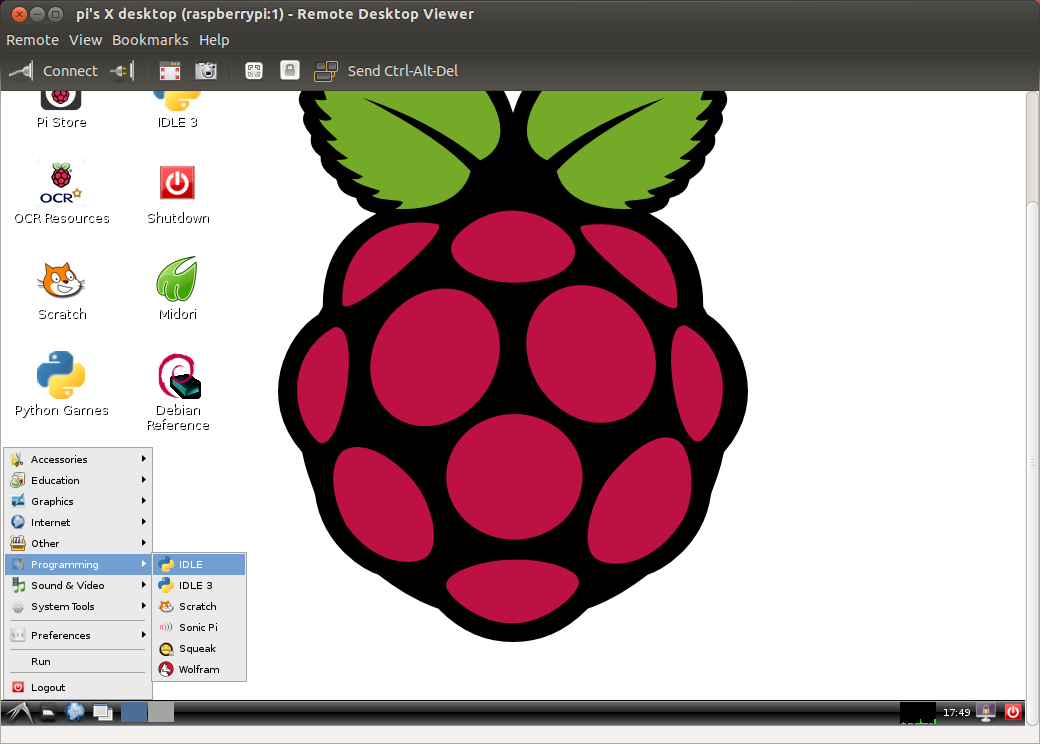 pi's X desktop (raspberrypi:1) - Remote Desktop Viewer
Remote View Bookmarks Help
Connect Send Ctrl-Alt-Del
Pi Store IDLE 3
OCR
OCR Resources Shutdown
Scratch Midori
Python Games Debian
Reference
Accessories
Education
Graphics
Internet
Other
Programming
Sound & Video
System Tools
Preferences
Run
Logout
IDLE
IDLE 3
Scratch
Sonic Pi
Squeak
Wolfram
17:49